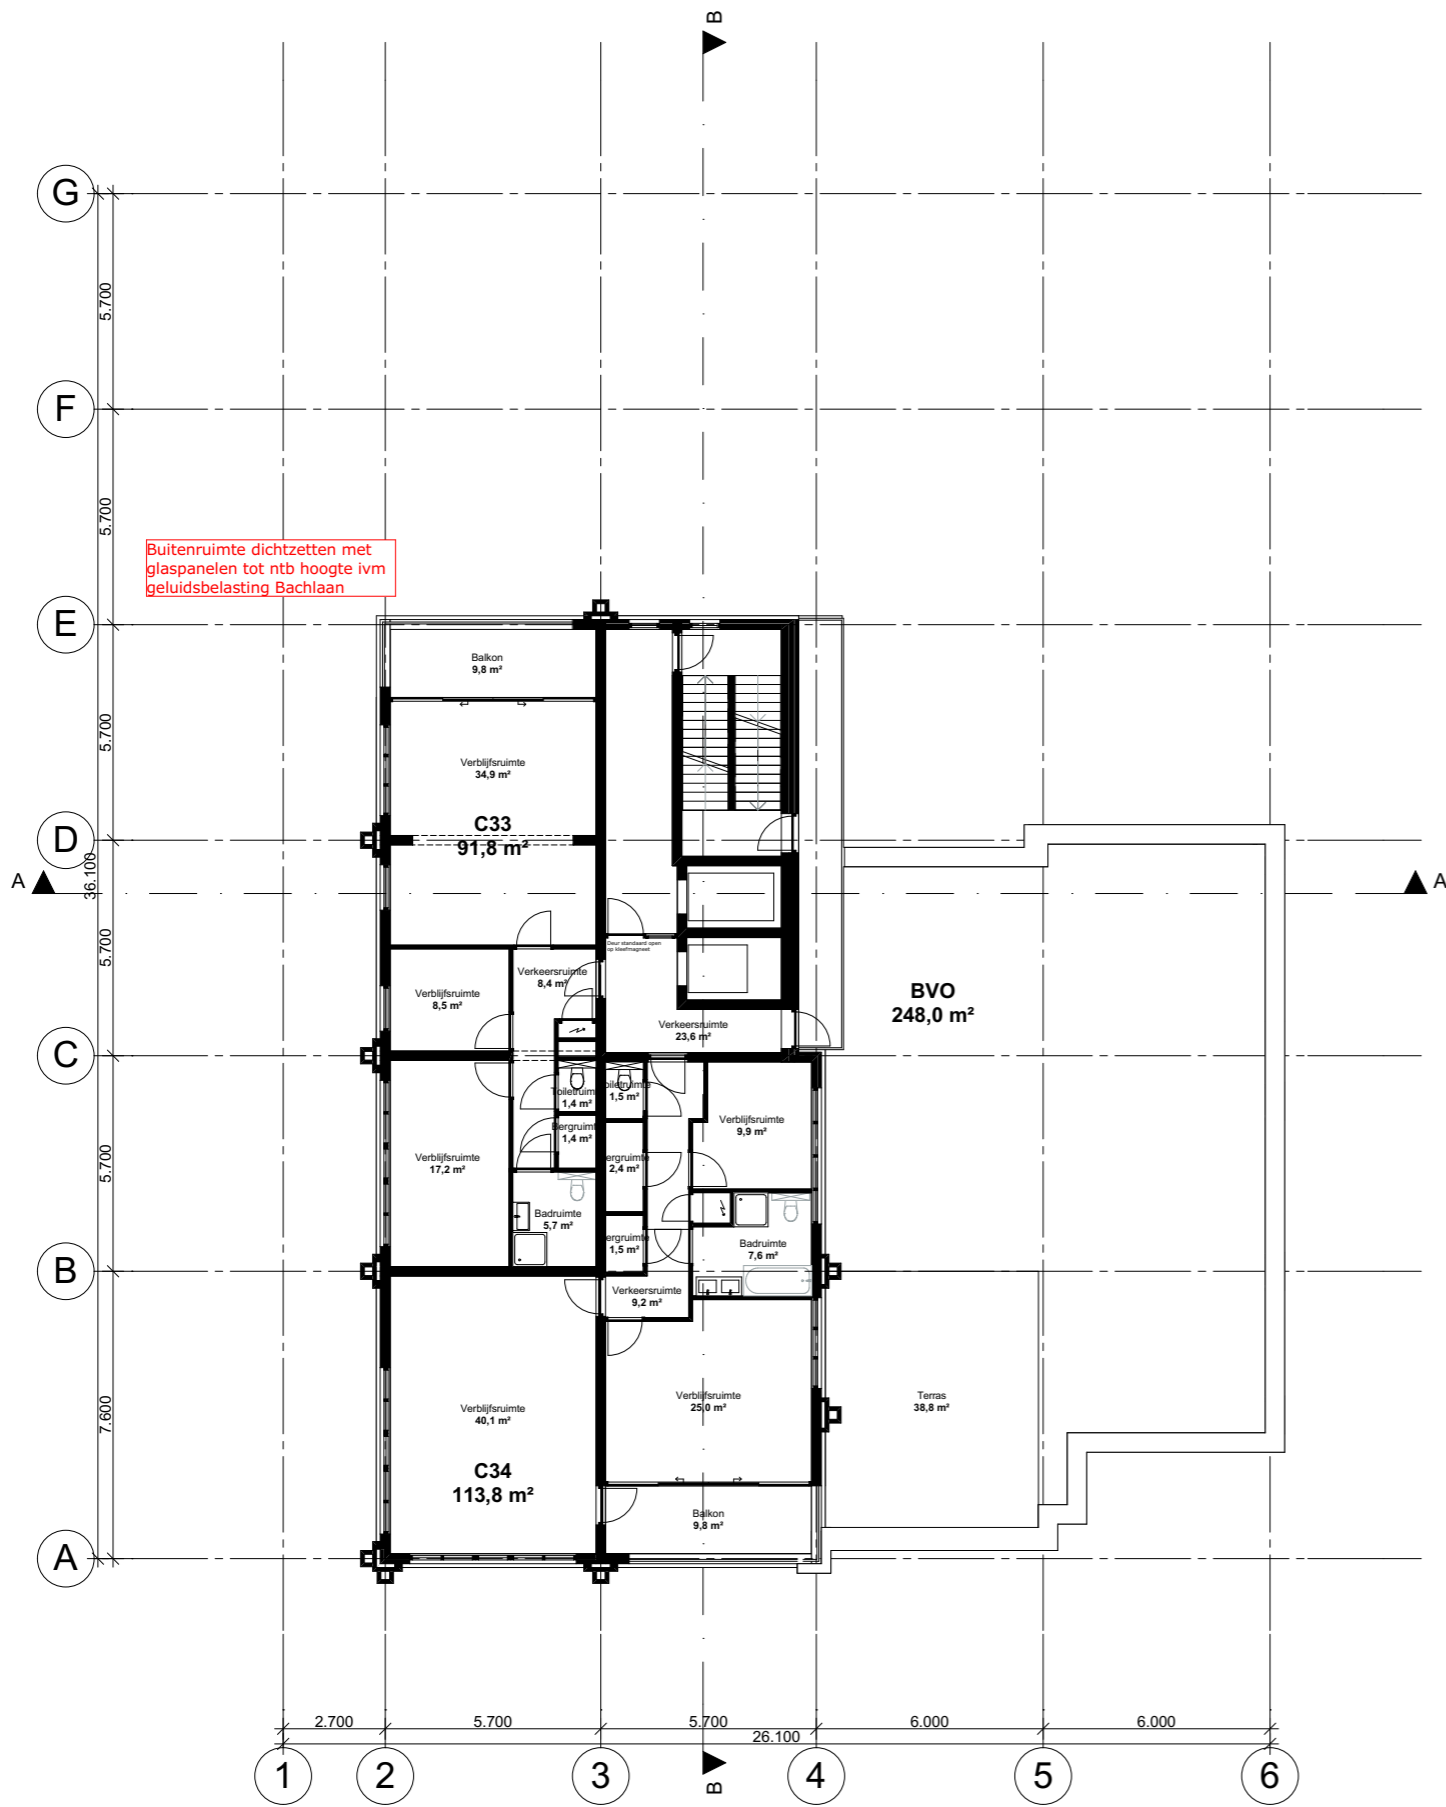 B
G
5.700
F
5.700
Buitenruimte dichtzetten met
glaspanelen tot ntb hoogte ivm
geluidsbelasting Bachlaan
E
Balkon
9,8 m²
5.700
Verblijfsruimte
34,9 m²
C33
91,8 m²
D
36.100
A
A
Deur standaard open
op kleefmagneet
5.700
Verkeersruimte
8,4 m²
Verblijfsruimte
8,5 m²
BVO
248,0 m²
Verkeersruimte
23,6 m²
C
Toiletruimte
1,4 m²
Toiletruimte
1,5 m²
Verblijfsruimte
9,9 m²
Bergruimte
1,4 m²
5.700
Verblijfsruimte
17,2 m²
Bergruimte
2,4 m²
Badruimte
5,7 m²
Bergruimte
1,5 m²
Badruimte
7,6 m²
B
Verkeersruimte
9,2 m²
Verblijfsruimte
25,0 m²
Terras
38,8 m²
7.600
Verblijfsruimte
40,1 m²
C34
113,8 m²
Balkon
9,8 m²
A
2.700
5.700
5.700
6.000
6.000
26.100
1
2
3
B
4
5
6